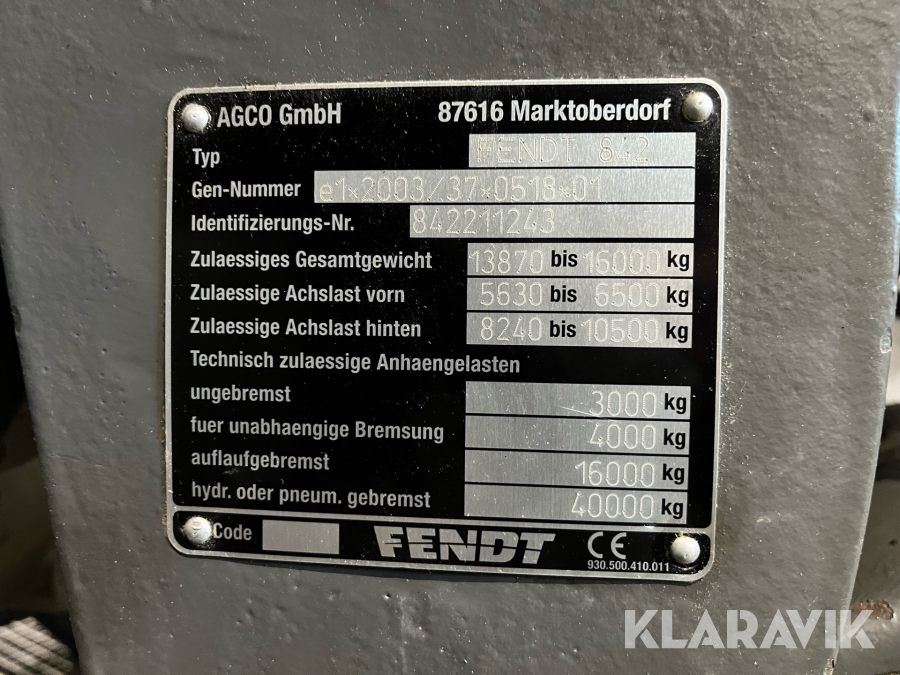 AGCO GmbH 87616 Marktoberdorf
Typ FENDT 842
Gen-Nummer e1*2003/37*0518*01
Identifizierungs-Nr. 842211243
Zulaessiges Gesamtgewicht 13870 bis 16000 kg
Zulaessige Achslast vorn 5630 bis 6500 kg
Zulaessige Achslast hinten 8240 bis 10500 kg
Technisch zulaessige Anhaengelasten
ungebremst 3000 kg
fuer unabhaengige Bremsung 4000 kg
auflaufgebremst 16000 kg
hydr. oder pneum. gebremst 40000 kg
Code FENDT CE
930.500.410.011
KLARAVIK